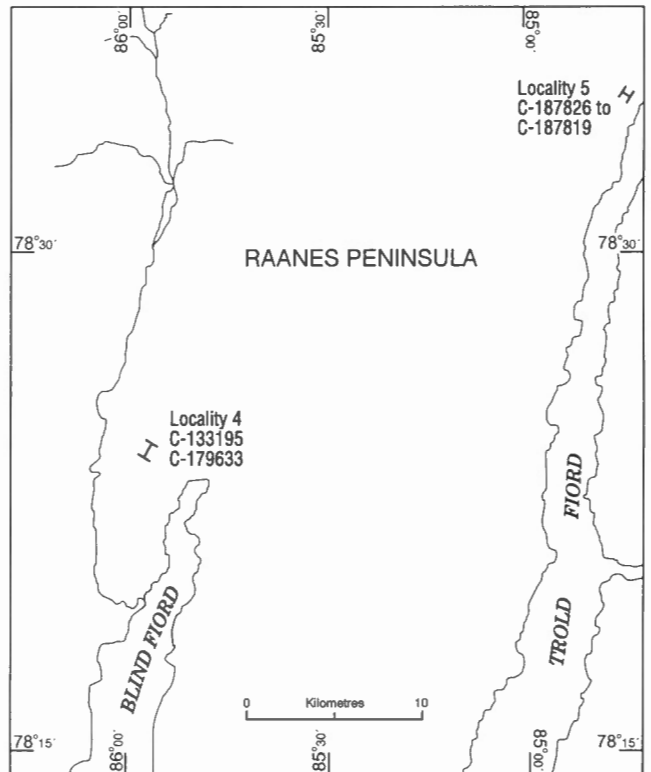 86°00′
85°30′
85°00′
Locality 5
C-187826 to
C-187819
78°30′
78°30′
RAANES PENINSULA
Locality 4
C-133195
C-179633
FIORD
BLIND FIORD
TROLD
0 Kilometres 10
78°15′
78°15′
86°00′
85°30′
85°00′